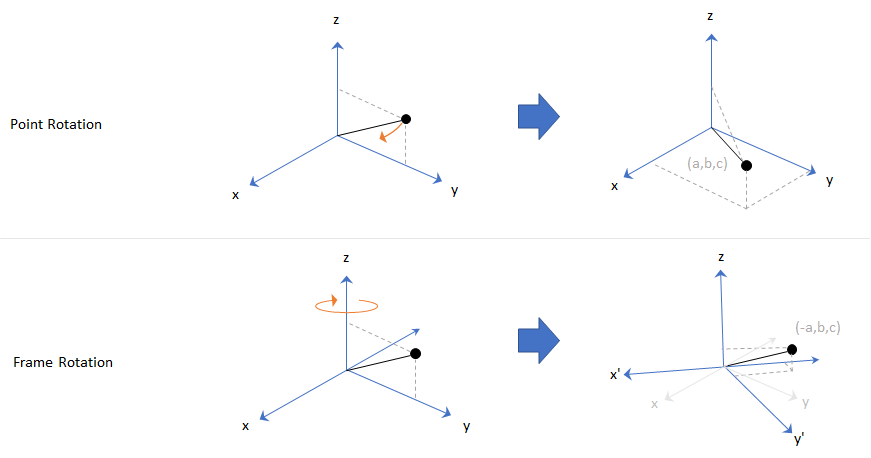 z
z
Point Rotation
(a,b,c)
x
y
x
y
z
z
(-a,b,c)
Frame Rotation
x'
x
y
x
y
y'